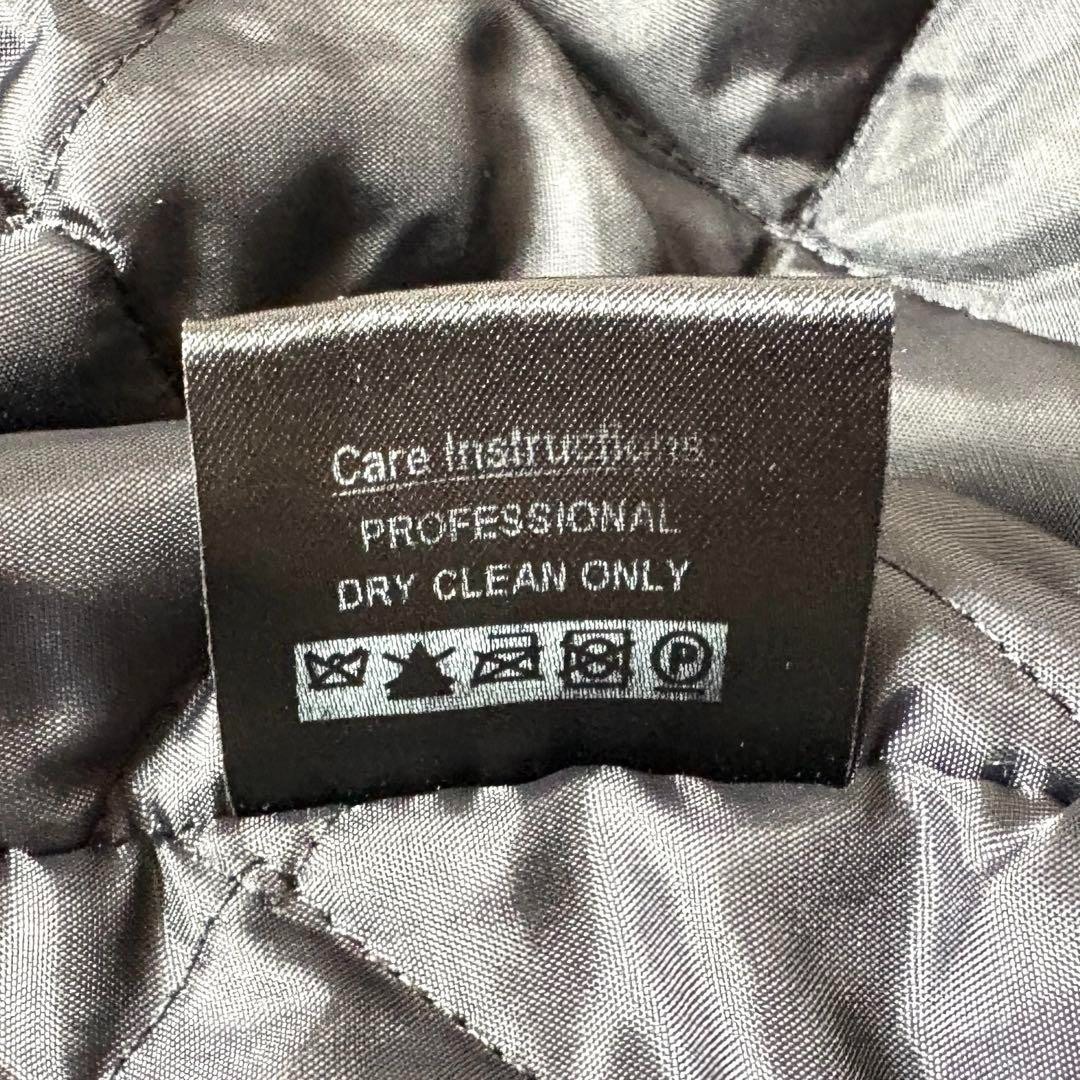 Care Instructions:
PROFESSIONAL
DRY CLEAN ONLY
P